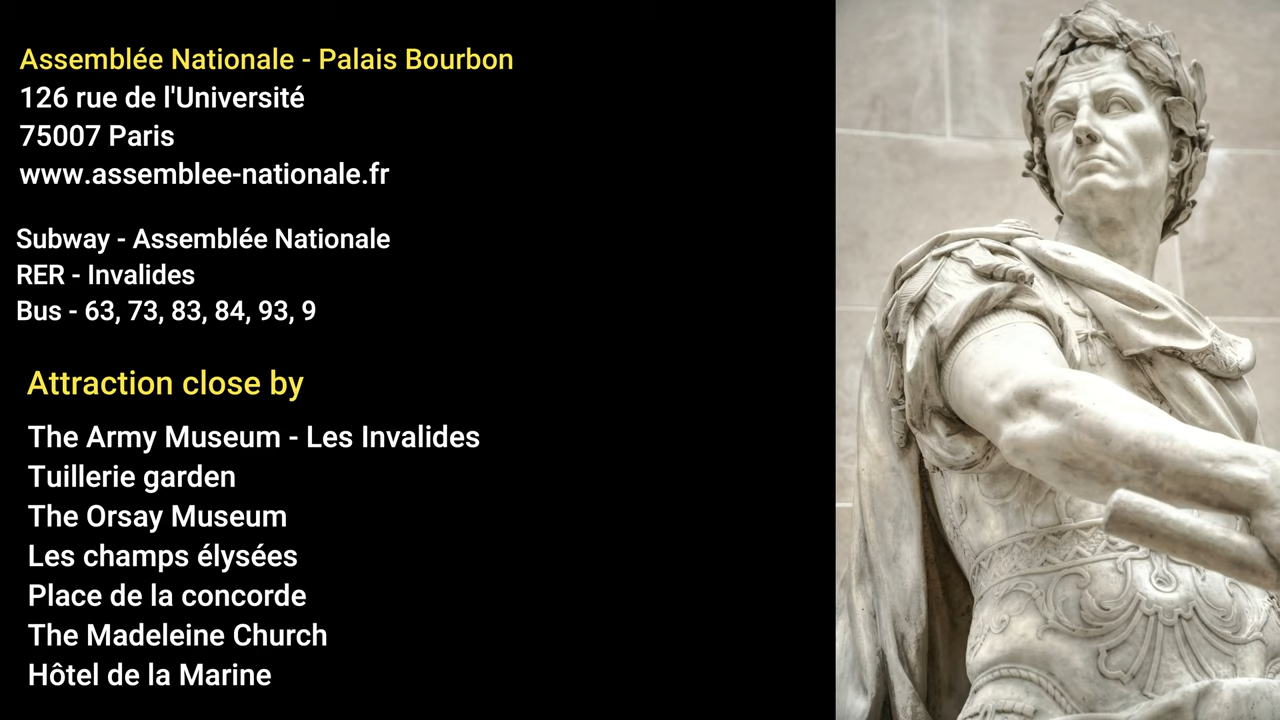 Assemblée Nationale - Palais Bourbon
126 rue de l'Université
75007 Paris
www.assemblee-nationale.fr
Subway - Assemblée Nationale
RER - Invalides
Bus - 63, 73, 83, 84, 93, 9
Attraction close by
The Army Museum - Les Invalides
Tuillerie garden
The Orsay Museum
Les champs élysées
Place de la concorde
The Madeleine Church
Hôtel de la Marine